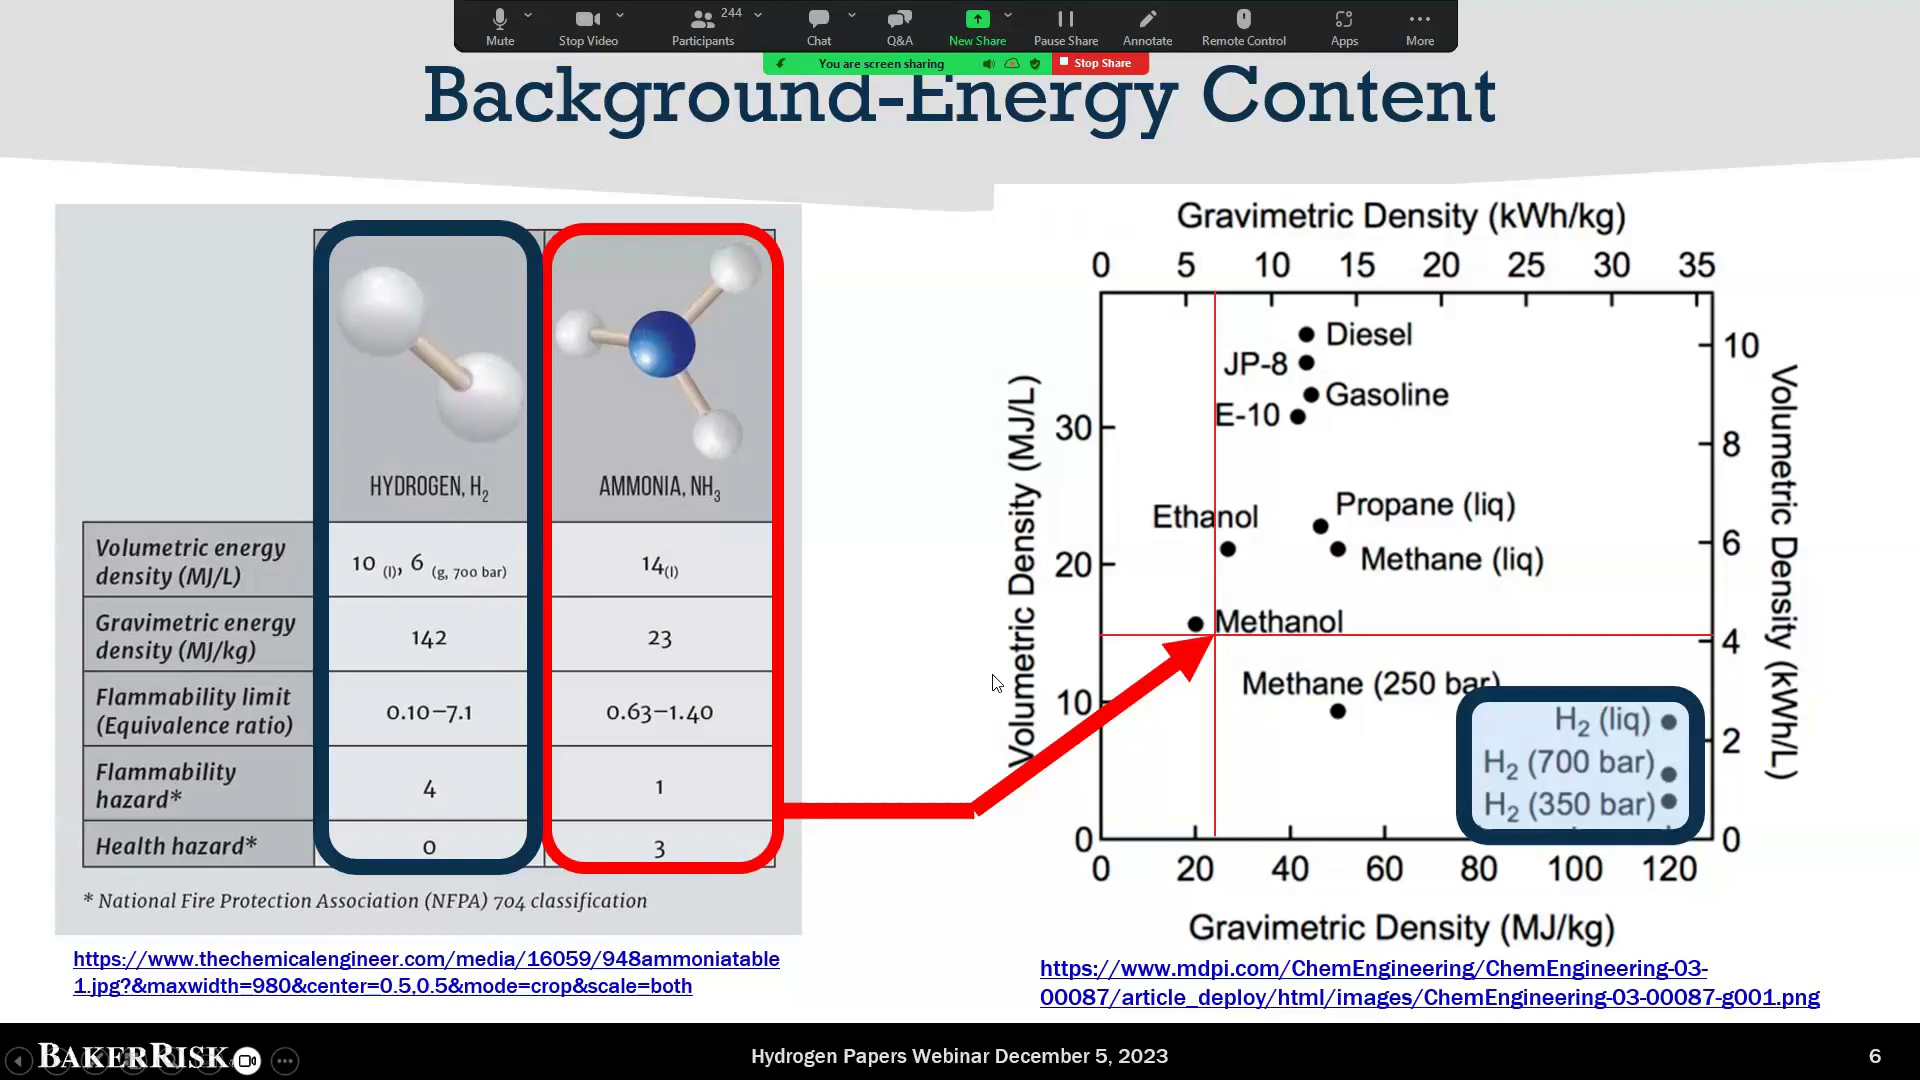 244
Mute
Stop Video
Participants
Chat
Q&A
New Share
Pause Share
Annotate
Remote Control
Apps
More
You are screen sharing
Stop Share
Background-Energy Content
HYDROGEN, H₂
AMMONIA, NH₃
Volumetric energy
density (MJ/L)
10 (l), 6 (g, 700 bar)
14(l)
Gravimetric energy
density (MJ/kg)
142
23
Flammability limit
(Equivalence ratio)
0.10–7.1
0.63–1.40
Flammability
hazard*
4
1
Health hazard*
0
3
* National Fire Protection Association (NFPA) 704 classification
https://www.thechemicalengineer.com/media/16059/948ammoniatable
1.jpg?&maxwidth=980&center=0.5,0.5&mode=crop&scale=both
Gravimetric Density (kWh/kg)
0 5 10 15 20 25 30 35
Volumetric Density (MJ/L)
30
20
10
0
Diesel
JP-8
Gasoline
E-10
Propane (liq)
Ethanol
Methane (liq)
Methanol
Methane (250 bar)
H₂ (liq)
H₂ (700 bar)
H₂ (350 bar)
10
8
6
4
2
0
Volumetric Density (kWh/L)
0 20 40 60 80 100 120
Gravimetric Density (MJ/kg)
https://www.mdpi.com/ChemEngineering/ChemEngineering-03-
00087/article_deploy/html/images/ChemEngineering-03-00087-g001.png
BAKERRISK
Hydrogen Papers Webinar December 5, 2023
6